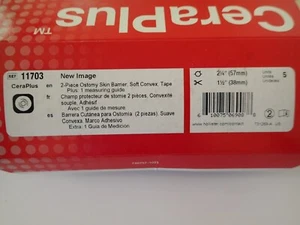 CeraPlus™
REF 11703
New Image
CeraPlus
en 2-Piece Ostomy Skin Barrier, Soft Convex, Tape
Plus 1 measuring guide
fr Champ protecteur de stomie 2 pièces, Convexité
souple, Adhésif
Avec 1 guide de mesure
es Barrera Cutánea para Ostomía (2 piezas) Suave
Convexa, Marco Adhesivo
Extra: 1 Guía de Medición
2¼" (57mm)
1½" (38mm)
5
2